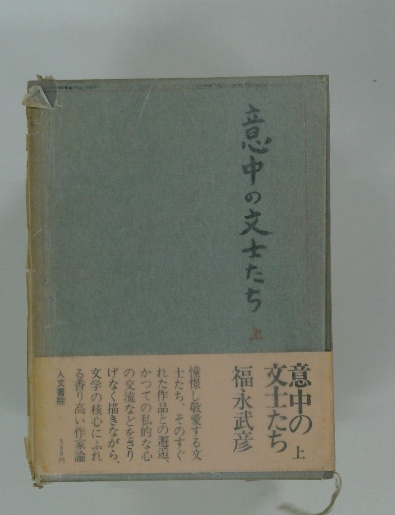 意中の文士たち
上
意中の
文士たち
上
福永武彦
憧憬し敬愛する文
士たち、そのすぐ
れた作品との邂逅、
かつての私的な心
の交流などをさり
げなく描きながら、
文学の核心にふれ
る香り高い作家論
人文書院